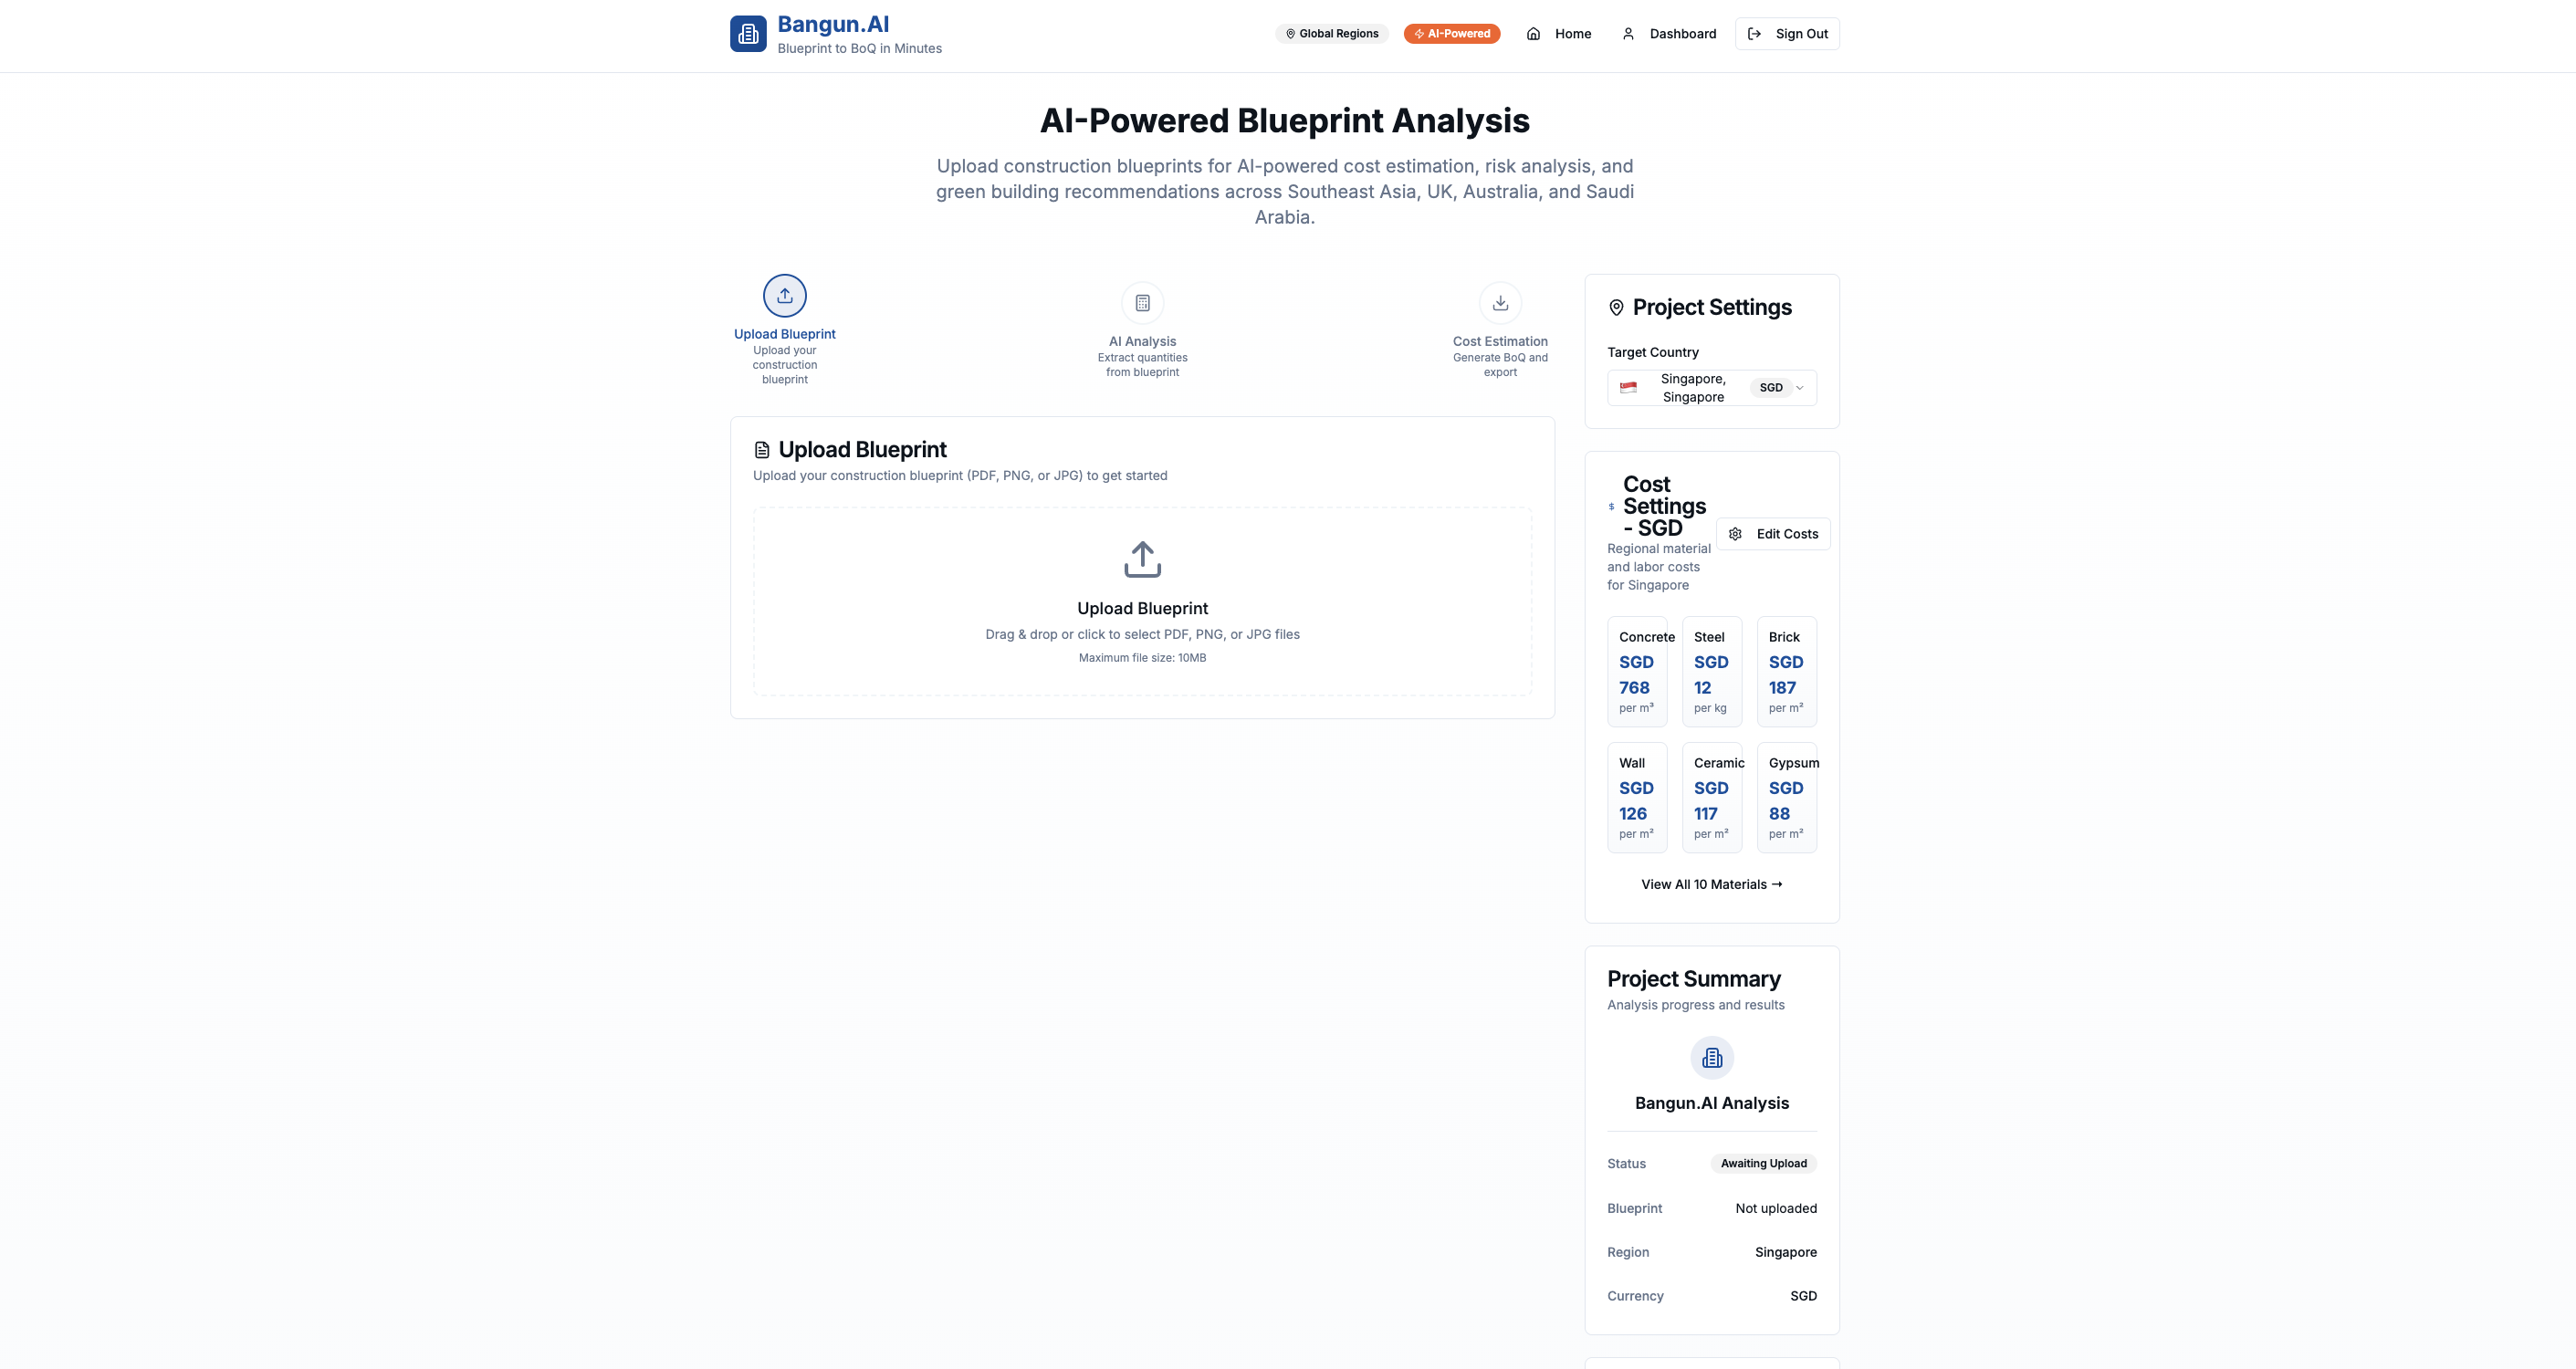 Bangun.AI
Blueprint to BoQ in Minutes
Global Regions
AI-Powered
Home
Dashboard
Sign Out
AI-Powered Blueprint Analysis
Upload construction blueprints for AI-powered cost estimation, risk analysis, and
green building recommendations across Southeast Asia, UK, Australia, and Saudi
Arabia.
Upload Blueprint
Upload your
construction
blueprint
AI Analysis
Extract quantities
from blueprint
Cost Estimation
Generate BoQ and
export
Upload Blueprint
Upload your construction blueprint (PDF, PNG, or JPG) to get started
Upload Blueprint
Drag & drop or click to select PDF, PNG, or JPG files
Maximum file size: 10MB
Project Settings
Target Country
Singapore,
Singapore
SGD
$
Cost
Settings
- SGD
Regional material
and labor costs
for Singapore
Edit Costs
Concrete
SGD
768
per m³
Steel
SGD
12
per kg
Brick
SGD
187
per m²
Wall
SGD
126
per m²
Ceramic
SGD
117
per m²
Gypsum
SGD
88
per m²
View All 10 Materials →
Project Summary
Analysis progress and results
Bangun.AI Analysis
Status
Awaiting Upload
Blueprint
Not uploaded
Region
Singapore
Currency
SGD